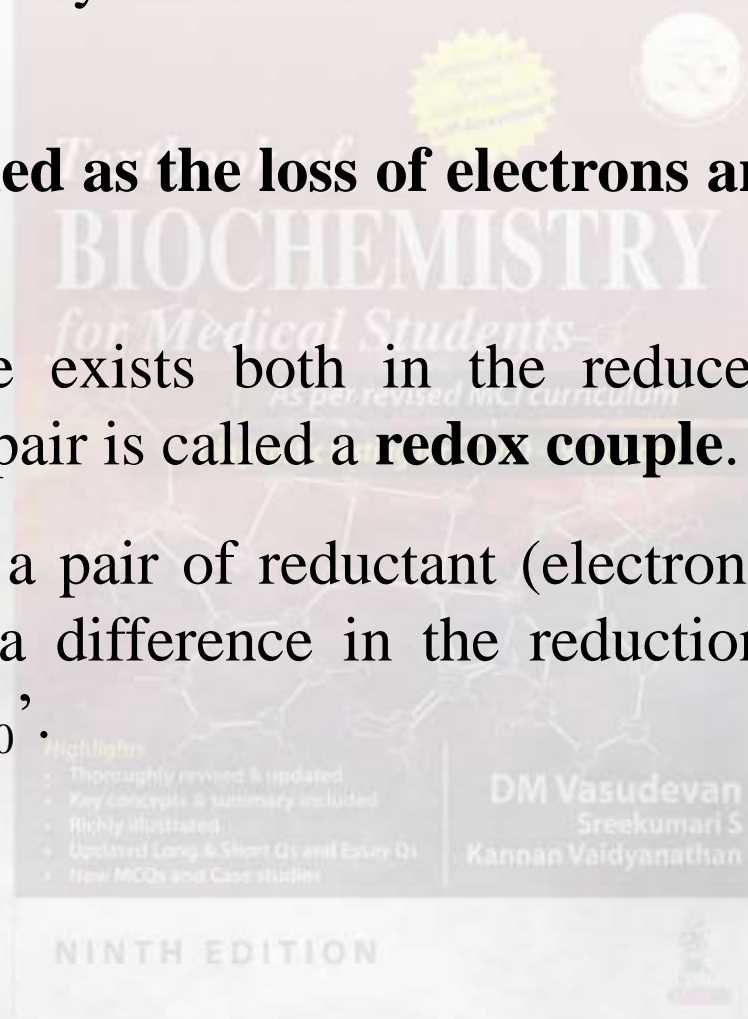 ed as the loss of electrons
Textbook of
BIOCHEMISTRY
for Medical Students
e exists both in the reduce
As per revised MCI curriculum
pair is called a redox couple.
a pair of reductant (electron
a difference in the reduction
0’.
Highlights
• Thoroughly revised & updated
• Key concepts & summary included
• Richly illustrated
• Updated Long & Short Qs and Essay Qs
• New MCQs and Case studies
DM Vasudevan
Sreekumari S
Kannan Vaidyanathan
NINTH EDITION